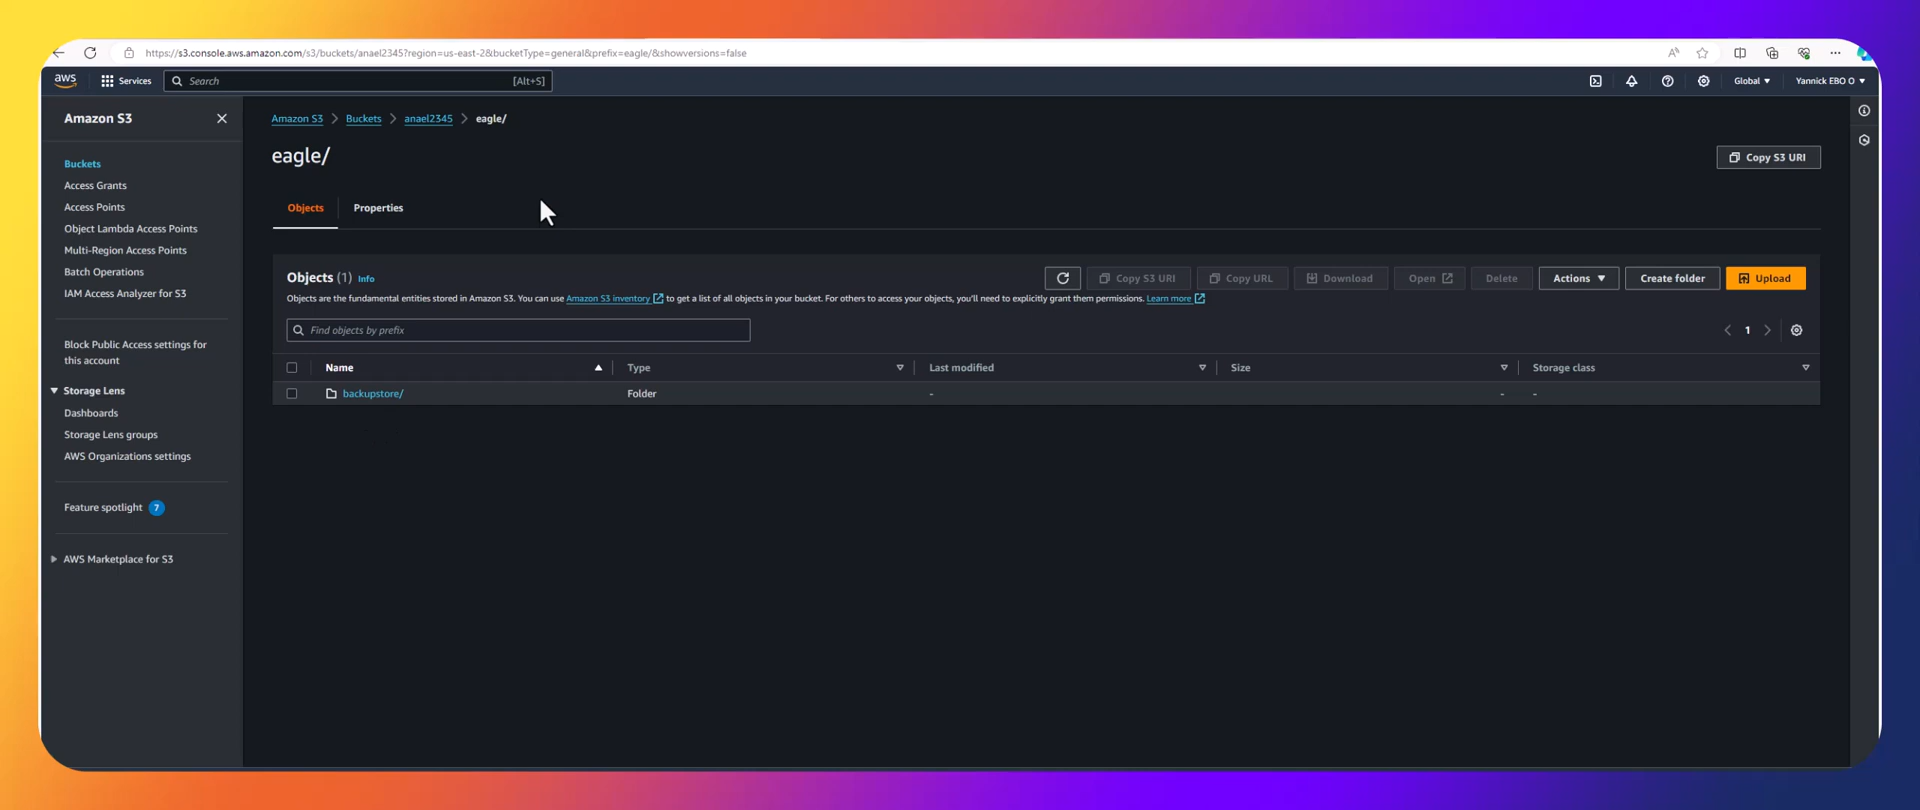 https://s3.console.aws.amazon.com/s3/buckets/anael2345?region=us-east-2&bucketType=general&prefix=eagle/&showversions=false
aws Services Search [Alt+S] Global Yannick EBO O
Amazon S3
Buckets
Access Grants
Access Points
Object Lambda Access Points
Multi-Region Access Points
Batch Operations
IAM Access Analyzer for S3
Block Public Access settings for
this account
Storage Lens
Dashboards
Storage Lens groups
AWS Organizations settings
Feature spotlight 7
AWS Marketplace for S3
Amazon S3 Buckets anael2345 eagle/
eagle/
Copy S3 URI
Objects Properties
Objects (1) Info
Copy S3 URI Copy URL Download Open Delete Actions Create folder Upload
Objects are the fundamental entities stored in Amazon S3. You can use Amazon S3 inventory to get a list of all objects in your bucket. For others to access your objects, you'll need to explicitly grant them permissions. Learn more
Find objects by prefix
1
Name Type Last modified Size Storage class
backupstore/ Folder - - -